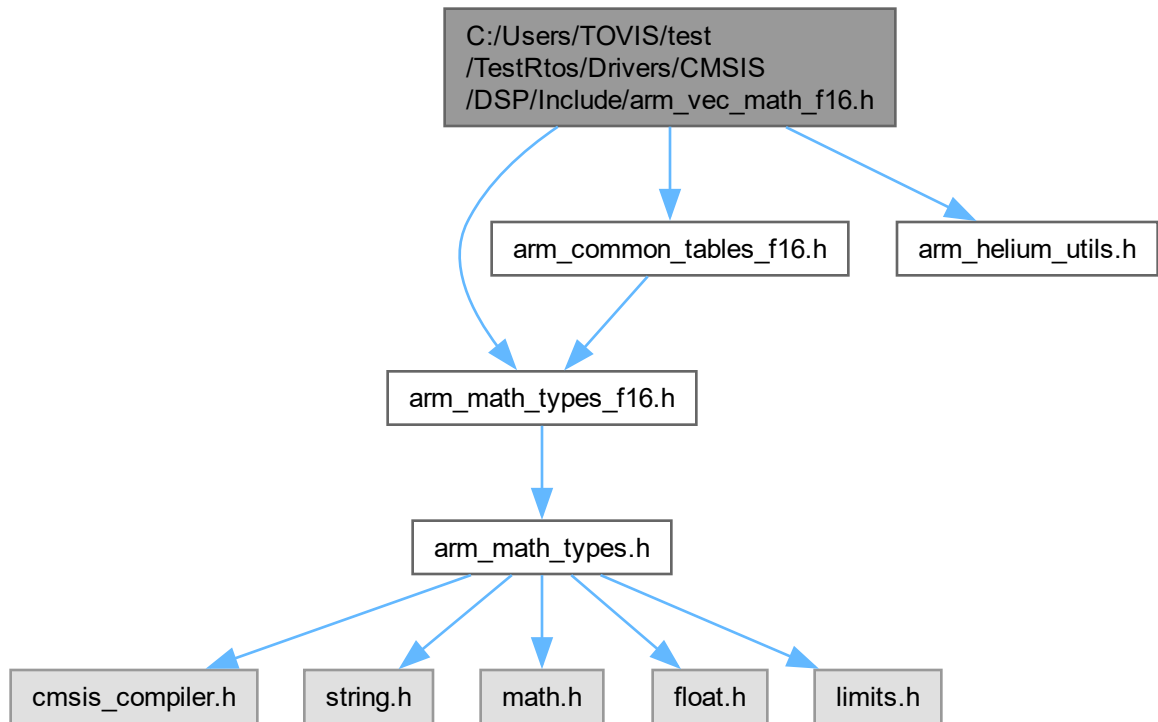 C:/Users/TOVIS/test
/TestRtos/Drivers/CMSIS
/DSP/Include/arm_vec_math_f16.h
arm_common_tables_f16.h
arm_helium_utils.h
arm_math_types_f16.h
arm_math_types.h
cmsis_compiler.h
string.h
math.h
float.h
limits.h